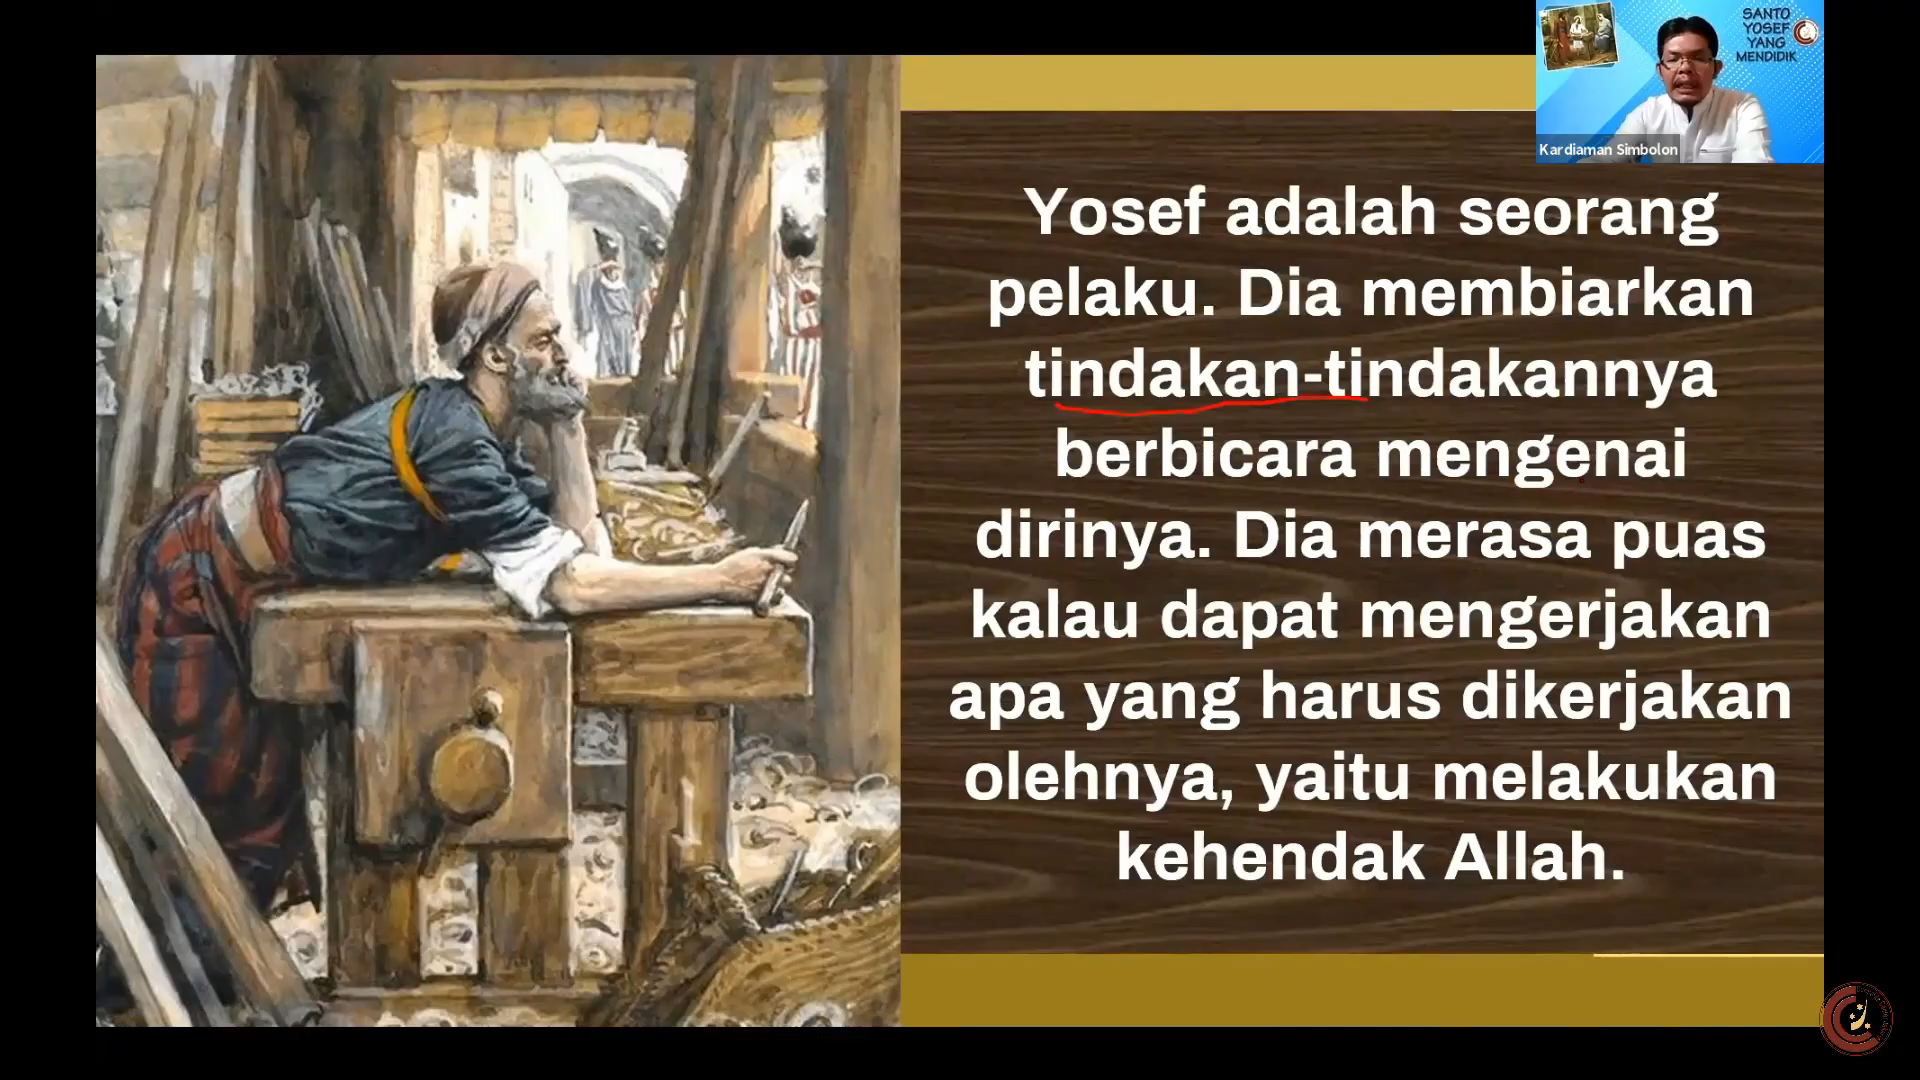 SANTO
YOSEF
YANG
MENDIDIK
Kardiaman Simbolon
Yosef adalah seorang
pelaku. Dia membiarkan
tindakan-tindakannya
berbicara mengenai
dirinya. Dia merasa puas
kalau dapat mengerjakan
apa yang harus dikerjakan
olehnya, yaitu melakukan
kehendak Allah.